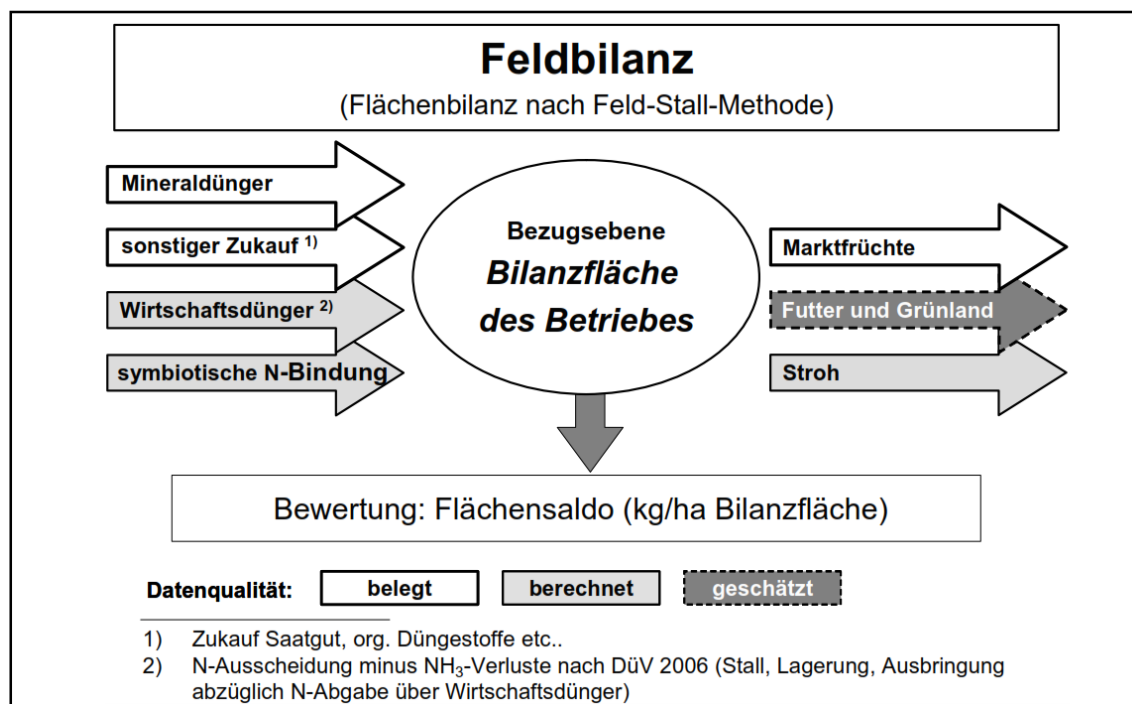 Feldbilanz
(Flächenbilanz nach Feld-Stall-Methode)
Mineraldünger
sonstiger Zukauf 1)
Wirtschaftsdünger 2)
symbiotische N-Bindung
Bezugsebene
Bilanzfläche
des Betriebes
Marktfrüchte
Futter und Grünland
Stroh
Bewertung: Flächensaldo (kg/ha Bilanzfläche)
Datenqualität: belegt berechnet geschätzt
1) Zukauf Saatgut, org. Düngestoffe etc..
2) N-Ausscheidung minus NH3-Verluste nach DüV 2006 (Stall, Lagerung, Ausbringung
abzüglich N-Abgabe über Wirtschaftsdünger)